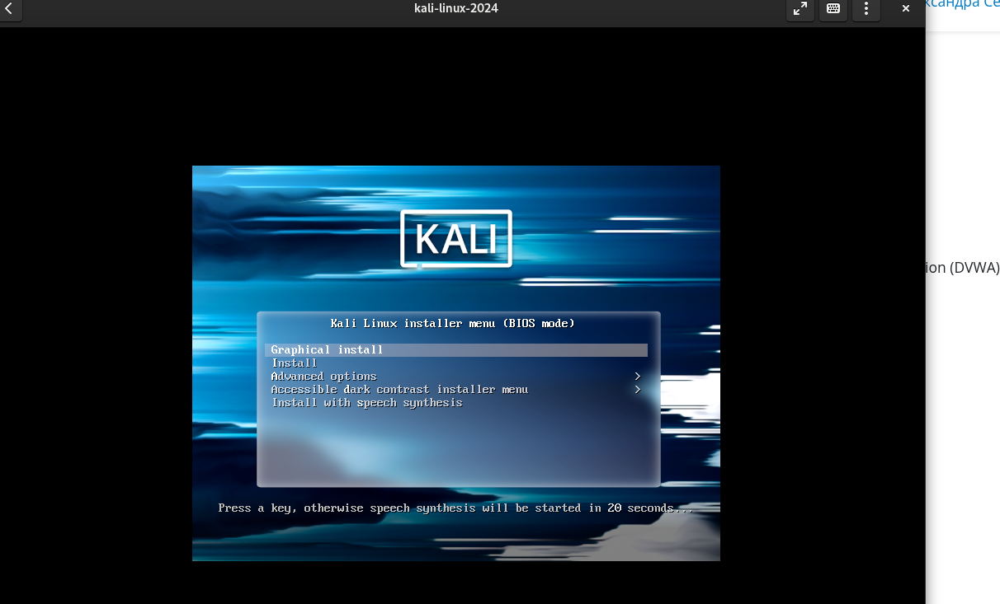 kali-linux-2024
ксандра Се
KALI
ion (DVWA)
Kali Linux installer menu (BIOS mode)
Graphical install
Install
Advanced options >
Accessible dark contrast installer menu >
Install with speech synthesis
Press a key, otherwise speech synthesis will be started in 20 seconds...